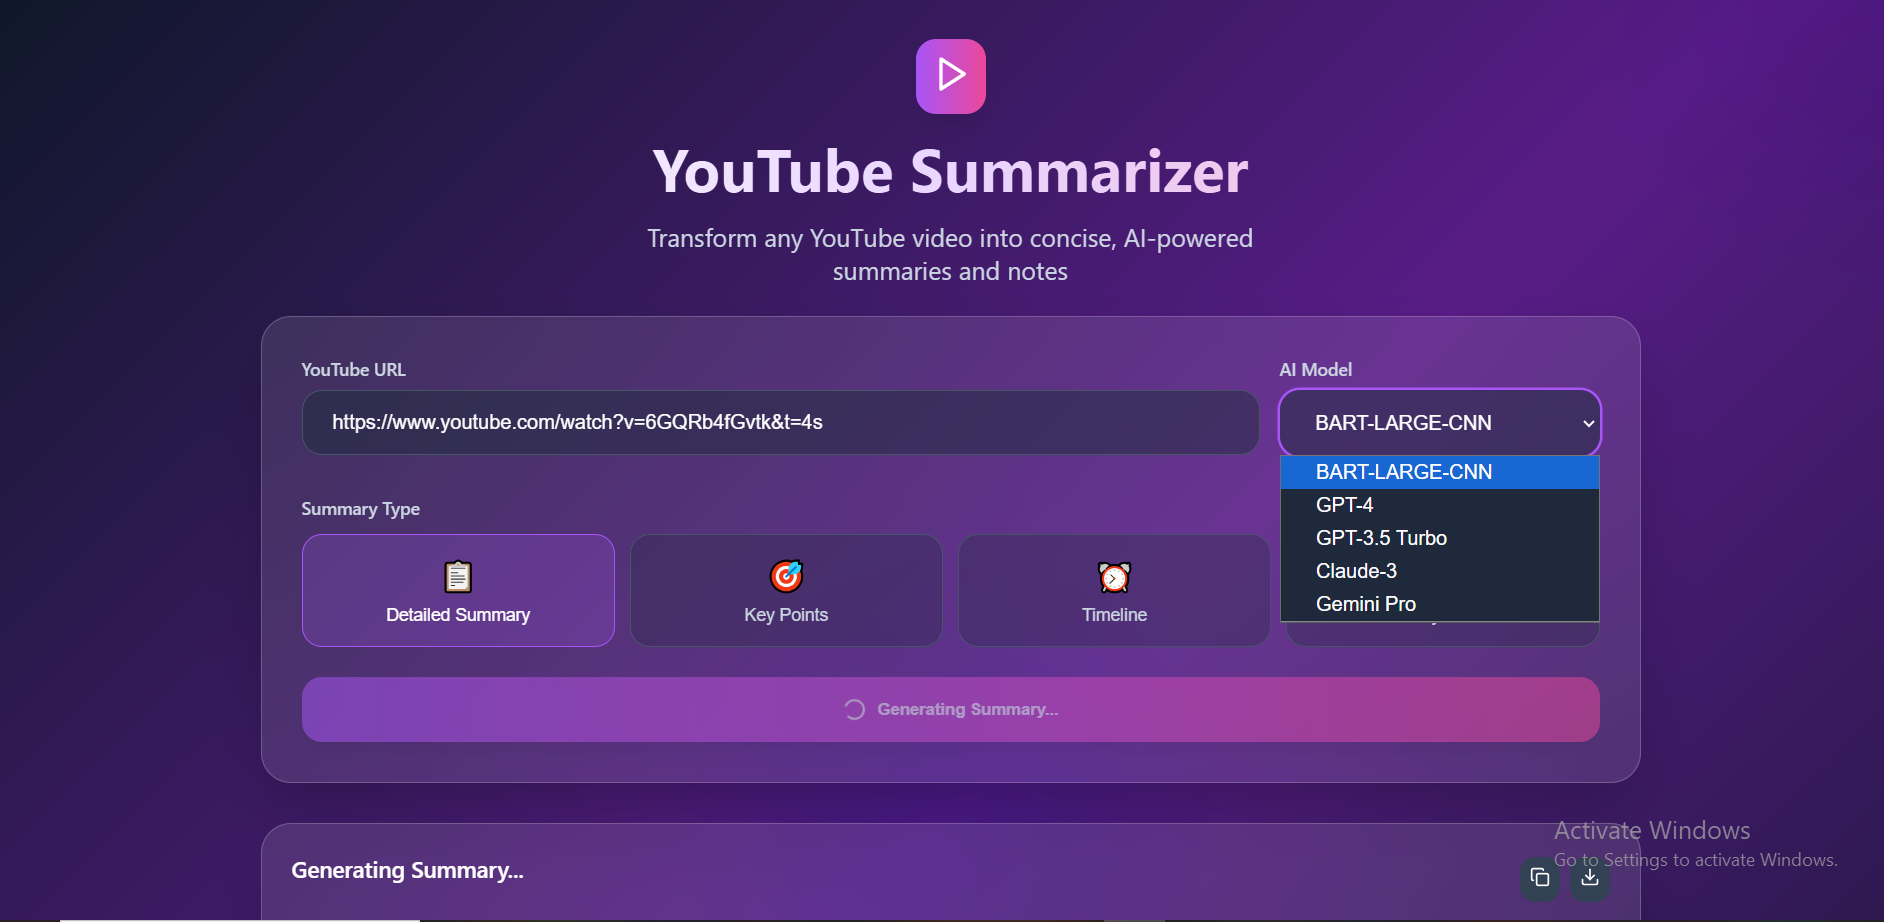 YouTube Summarizer
Transform any YouTube video into concise, AI-powered
summaries and notes
YouTube URL
https://www.youtube.com/watch?v=6GQRb4fGvtk&t=4s
AI Model
BART-LARGE-CNN
BART-LARGE-CNN
GPT-4
GPT-3.5 Turbo
Claude-3
Gemini Pro
Summary Type
Detailed Summary
Key Points
Timeline
Generating Summary...
Generating Summary...
Activate Windows
Go to Settings to activate Windows.